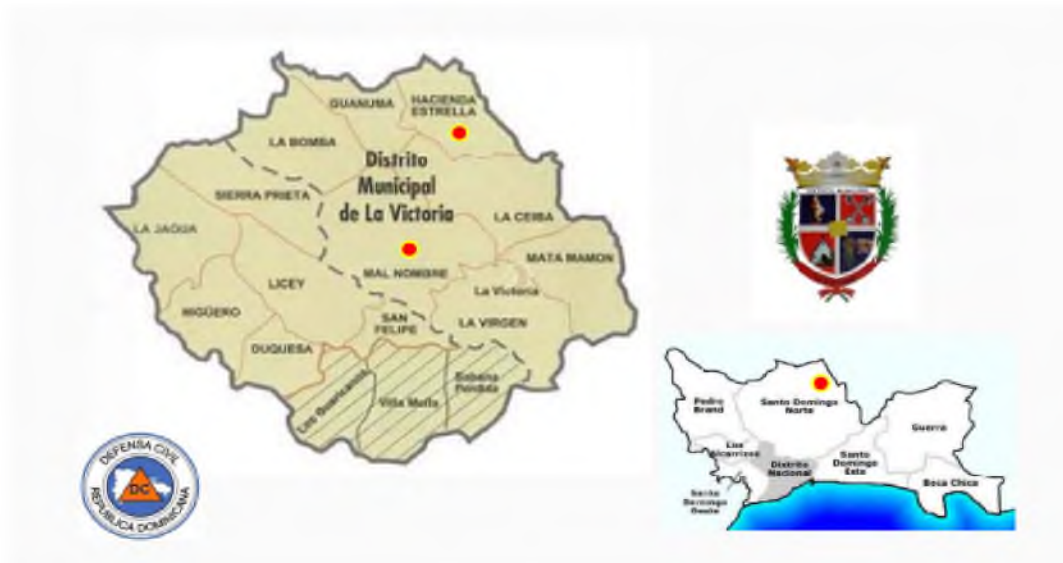 GUANUMA
HACIENDA
ESTRELLA
LA BOMBA
Distrito
Municipal
de La Victoria
SIERRA PRIETA
LA JAGUA
LA CEIBA
MATA MAMON
MAL NOMBRE
LICEY
La Victoria
HIGÜERO
SAN
FELIPE
LA VIRGEN
DUQUESA
Los Guaricanos
Villa Mella
Sabana
Perdida
DEFENSA CIVIL
DC
REPUBLICA DOMINICANA
Pedro
Brand
Santo Domingo
Norte
Guerra
Los
Alcarrizos
Distrito
Nacional
Santo
Domingo
Este
Boca Chica
Santo
Domingo
Oeste